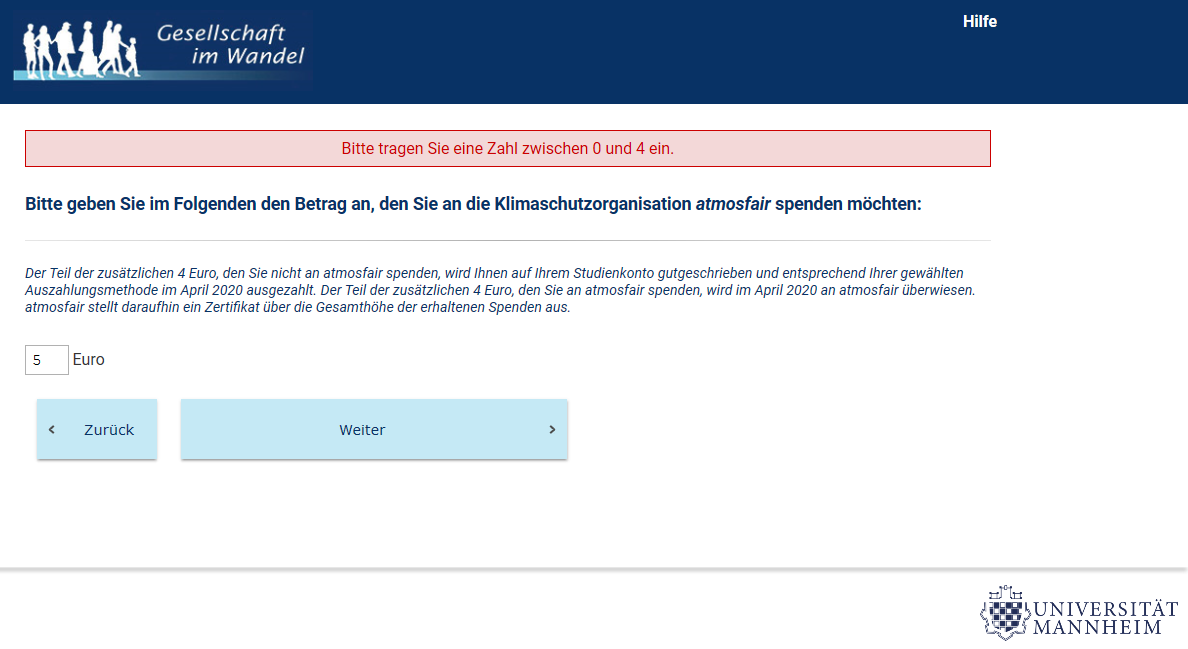 Gesellschaft
im Wandel
Hilfe
Bitte tragen Sie eine Zahl zwischen 0 und 4 ein.
Bitte geben Sie im Folgenden den Betrag an, den Sie an die Klimaschutzorganisation atmosfair spenden möchten:
Der Teil der zusätzlichen 4 Euro, den Sie nicht an atmosfair spenden, wird Ihnen auf Ihrem Studienkonto gutgeschrieben und entsprechend Ihrer gewählten
Auszahlungsmethode im April 2020 ausgezahlt. Der Teil der zusätzlichen 4 Euro, den Sie an atmosfair spenden, wird im April 2020 an atmosfair überwiesen.
atmosfair stellt daraufhin ein Zertifikat über die Gesamthöhe der erhaltenen Spenden aus.
5 Euro
‹ Zurück
Weiter ›
UNIVERSITÄT
MANNHEIM